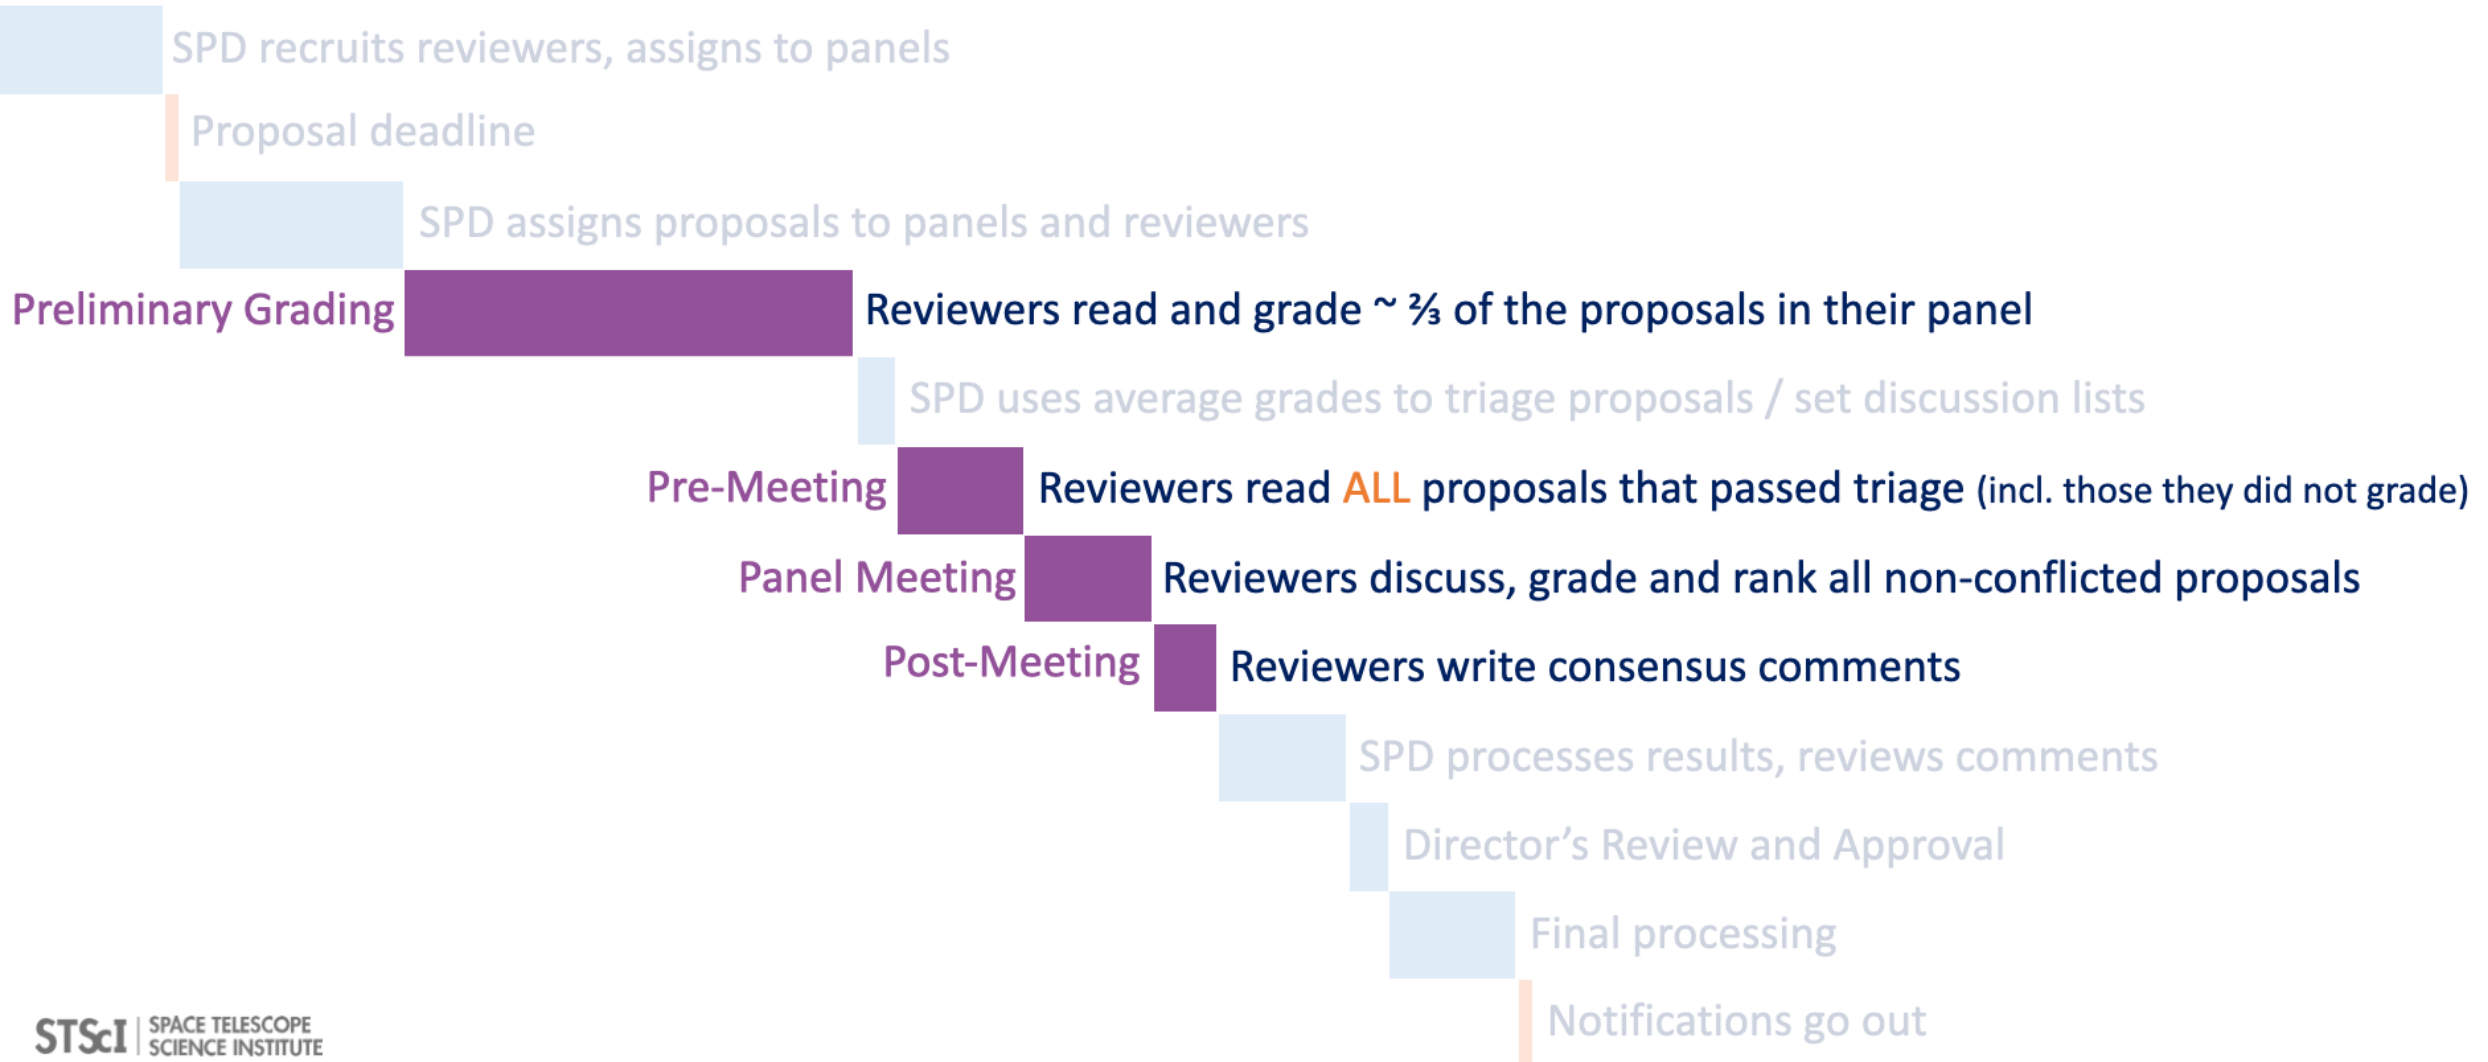 SPD recruits reviewers, assigns to panels
Proposal deadline
SPD assigns proposals to panels and reviewers
Preliminary Grading
Reviewers read and grade ~ ⅔ of the proposals in their panel
SPD uses average grades to triage proposals / set discussion lists
Pre-Meeting
Reviewers read ALL proposals that passed triage (incl. those they did not grade)
Panel Meeting
Reviewers discuss, grade and rank all non-conflicted proposals
Post-Meeting
Reviewers write consensus comments
SPD processes results, reviews comments
Director’s Review and Approval
Final processing
Notifications go out
STScI
SPACE TELESCOPE
SCIENCE INSTITUTE